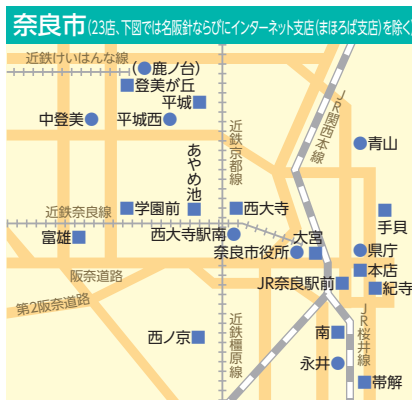 奈良市(23店、下図では名阪針ならびにインターネット支店(まほろば支店)を除く)
近鉄けいはんな線
(●鹿ノ台)
■登美が丘
平城■
中登美●
平城西●
JR関西本線
近鉄京都線
●青山
あやめ池
■学園前
■西大寺
手貝
近鉄奈良線
富雄■
西大寺駅南●
大宮
奈良市役所●
●県庁
■本店
阪奈道路
JR奈良駅前■
■紀寺
第2阪奈道路
JR桜井線
西ノ京■
近鉄橿原線
南■
永井●
■帯解